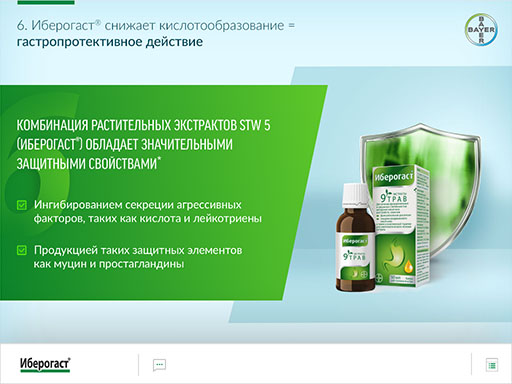 6. Иберогаст® снижает кислотообразование =
гастропротективное действие
BAYER
BAYER
6
КОМБИНАЦИЯ РАСТИТЕЛЬНЫХ ЭКСТРАКТОВ STW 5
(ИБЕРОГАСТ®) ОБЛАДАЕТ ЗНАЧИТЕЛЬНЫМИ
ЗАЩИТНЫМИ СВОЙСТВАМИ*
Ингибированием секреции агрессивных
факторов, таких как кислота и лейкотриены
Продукцией таких защитных элементов
как муцин и простагландины
Иберогаст
9 ТРАВ
Иберогаст
9 ТРАВ
Иберогаст®